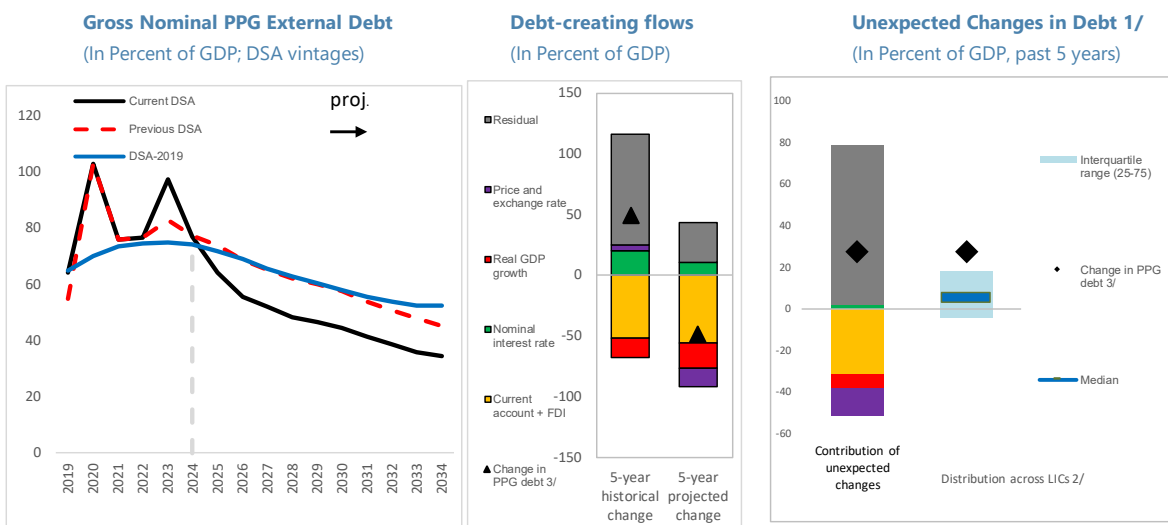 Gross Nominal PPG External Debt
(In Percent of GDP; DSA vintages)
120
100
80
60
40
20
0
Current DSA
Previous DSA
DSA-2019
proj.
2019
2020
2021
2022
2023
2024
2025
2026
2027
2028
2029
2030
2031
2032
2033
2034
Debt-creating flows
(In Percent of GDP)
Residual
Price and
exchange rate
Real GDP
growth
Nominal
interest rate
Current
account + FDI
Change in
PPG debt 3/
150
100
50
0
-50
-100
-150
5-year
historical
change
5-year
projected
change
Unexpected Changes in Debt 1/
(In Percent of GDP, past 5 years)
100
80
60
40
20
0
-20
-40
-60
Contribution of
unexpected
changes
Distribution across LICs 2/
Interquartile
range (25-75)
Change in PPG
debt 3/
Median